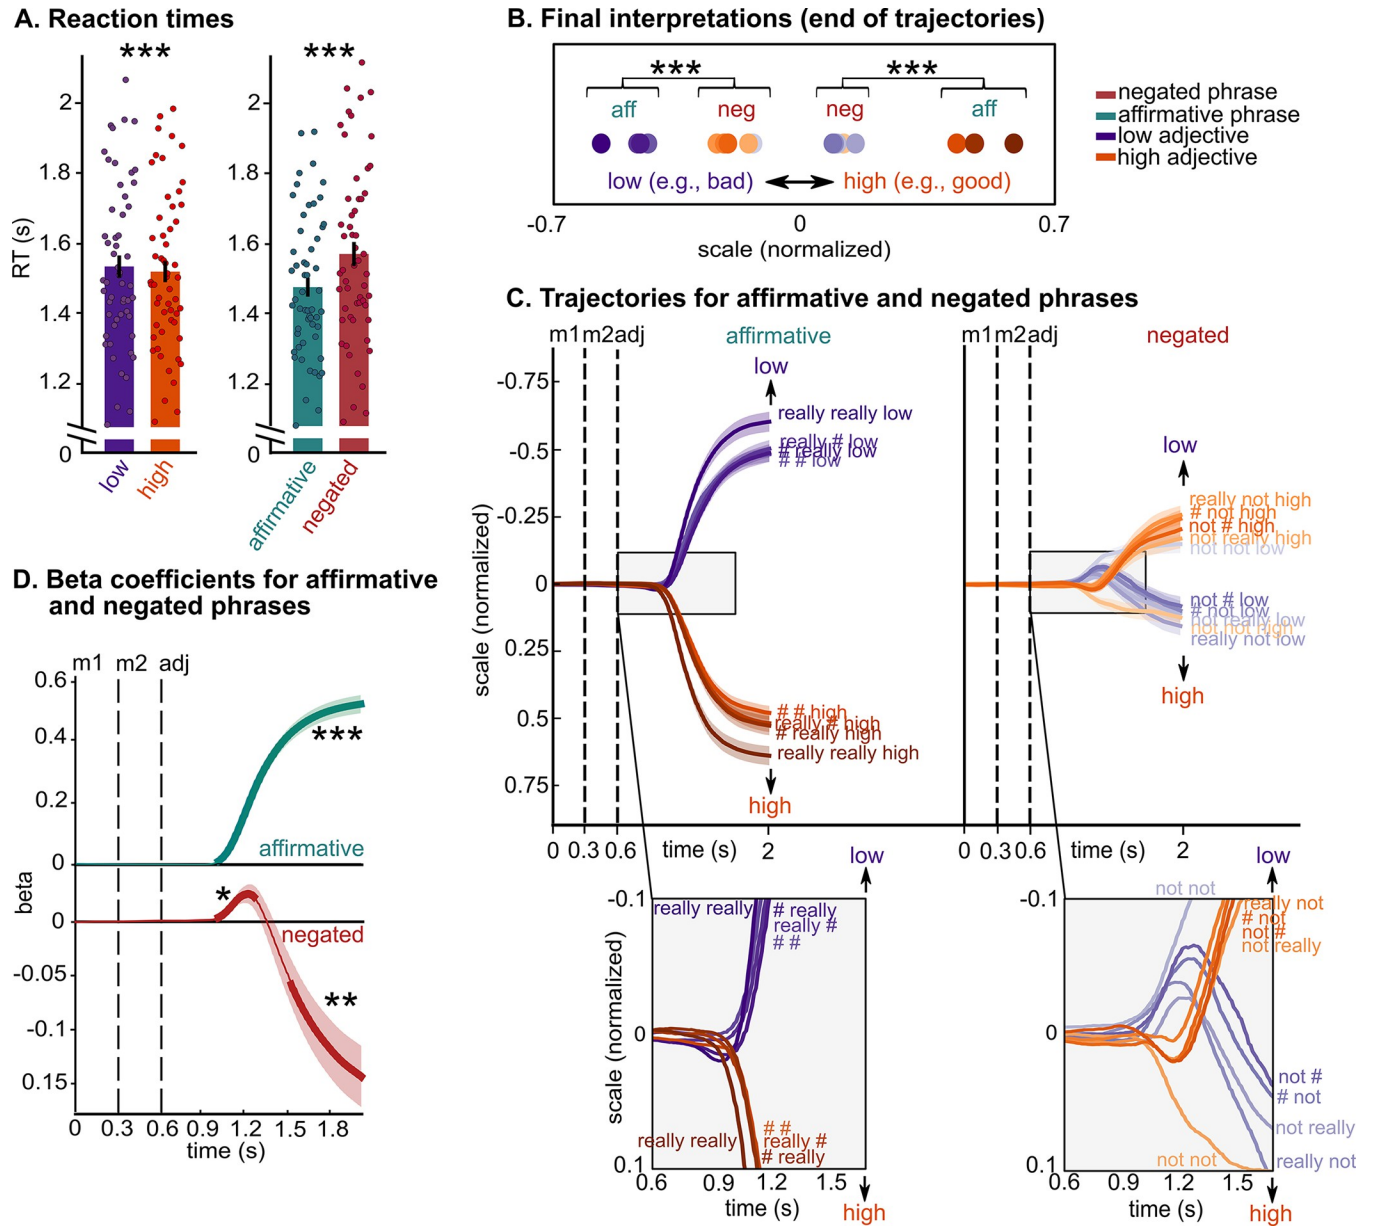 A. Reaction times
***
***
RT (s)
2
1.8
1.6
1.4
1.2
0
low
high
2
1.8
1.6
1.4
1.2
0
affirmative
negated
B. Final interpretations (end of trajectories)
***
***
aff
neg
neg
aff
low (e.g., bad)
high (e.g., good)
-0.7
0
0.7
scale (normalized)
negated phrase
affirmative phrase
low adjective
high adjective
C. Trajectories for affirmative and negated phrases
m1 m2 adj
affirmative
low
scale (normalized)
-0.75
-0.5
-0.25
0
0.25
0.5
0.75
really really low
really # low
# really low
# # low
# # high
really # high
# really high
really really high
high
0 0.3 0.6 time (s) 2
m1 m2 adj
negated
low
really not high
# not high
not # high
not really high
not not low
not # low
# not low
not really low
not not high
really not low
high
0 0.3 0.6 time (s) 2
low
-0.1
0
0.1
scale (normalized)
really really
# really
really #
# #
really really
# #
really #
# really
0.6 0.9 1.2 1.5
time (s)
high
low
-0.1
0
0.1
not not
really not
# not
not #
not really
not #
# not
not really
really not
not not
0.6 0.9 1.2 1.5
time (s)
high
D. Beta coefficients for affirmative
and negated phrases
m1 m2 adj
beta
0.6
0.4
0.2
0
***
affirmative
*
0
negated
-0.05
-0.1
0.15
**
0 0.3 0.6 0.9 1.2 1.5 1.8
time (s)